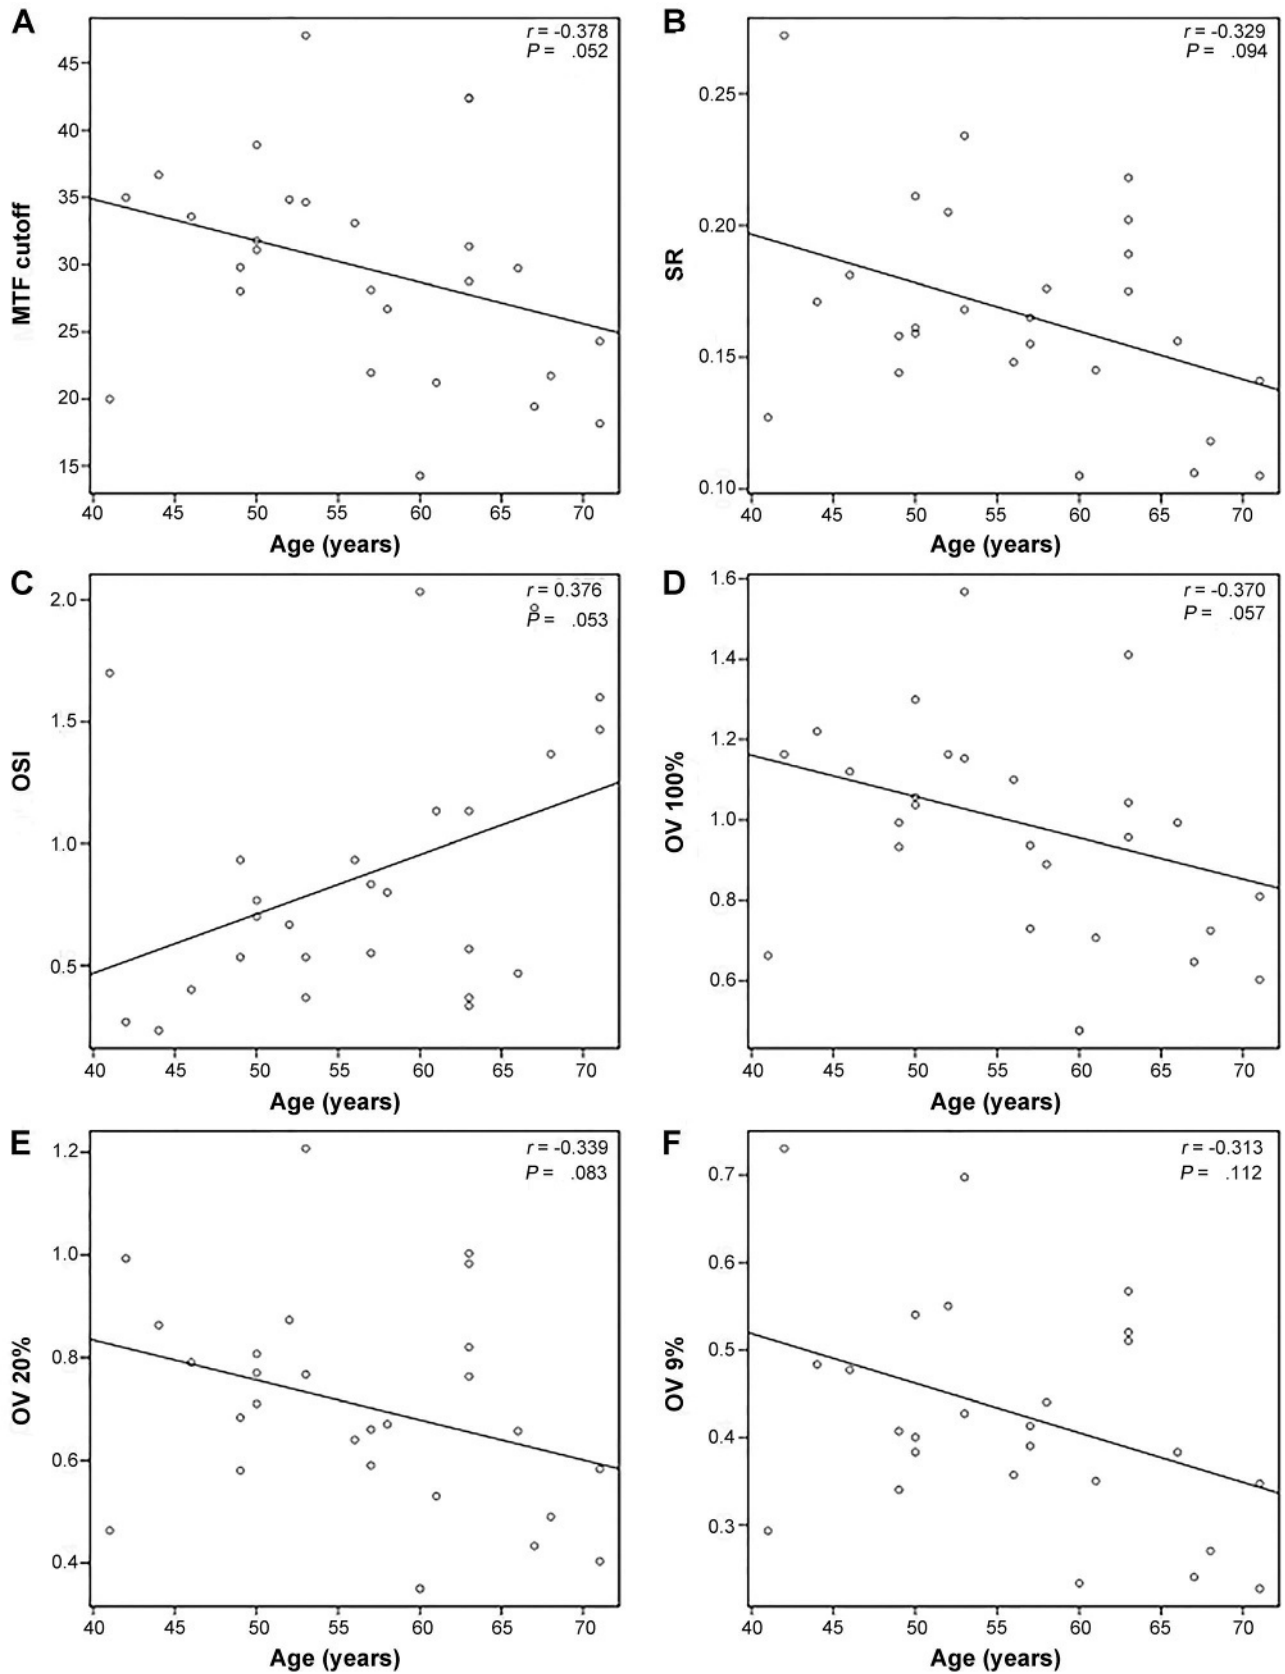 A
r = -0.378
P = .052
45
40
35
30
25
20
15
MTF cutoff
40 45 50 55 60 65 70
Age (years)
B
r = -0.329
P = .094
0.25
0.20
0.15
0.10
SR
40 45 50 55 60 65 70
Age (years)
C
r 0.376
P = .053
2.0
1.5
1.0
0.5
OSI
40 45 50 55 60 65 70
Age (years)
D
r = -0.370
P = .057
1.6
1.4
1.2
1.0
0.8
0.6
OV 100%
40 45 50 55 60 65 70
Age (years)
E
r = -0.339
P = .083
1.2
1.0
0.8
0.6
0.4
OV 20%
40 45 50 55 60 65 70
Age (years)
F
r = -0.313
P = .112
0.7
0.6
0.5
0.4
0.3
OV 9%
40 45 50 55 60 65 70
Age (years)